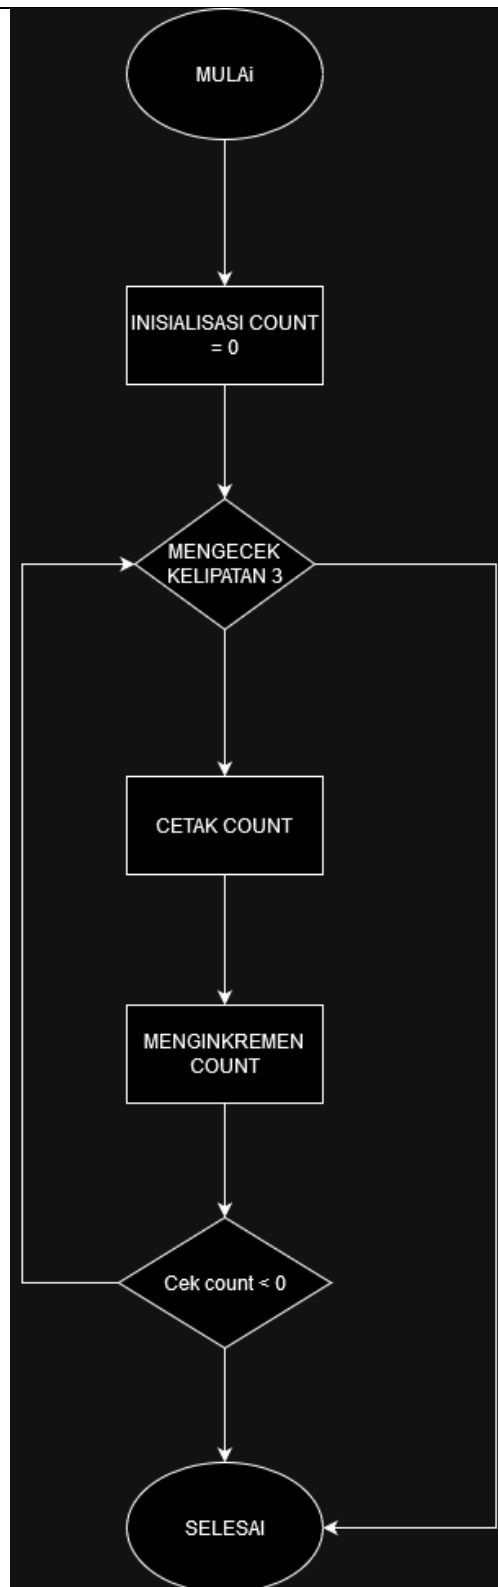 MULAi
INISIALISASI COUNT
= 0
MENGECEK
KELIPATAN 3
CETAK COUNT
MENGINKREMEN
COUNT
Cek count < 0
SELESAI